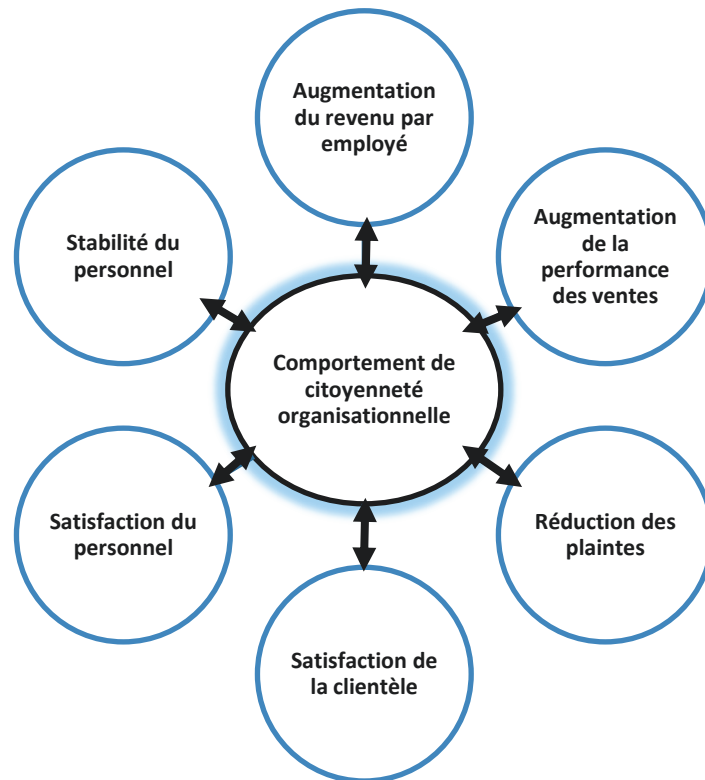 Augmentation
du revenu par
employé
Stabilité du
personnel
Augmentation
de la
performance
des ventes
Comportement de
citoyenneté
organisationnelle
Satisfaction du
personnel
Réduction des
plaintes
Satisfaction de
la clientèle